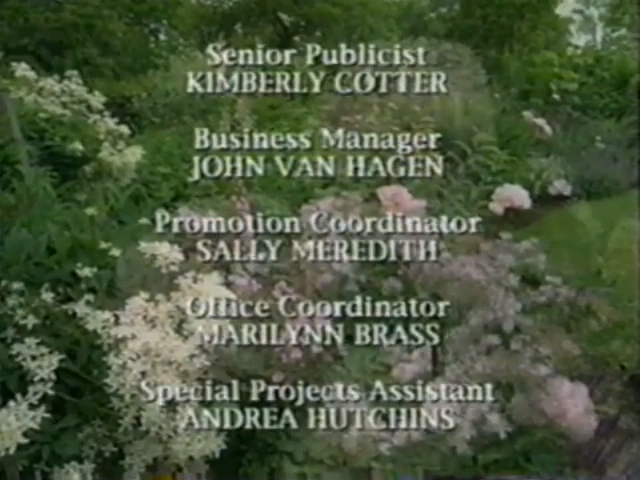 Senior Publicist
KIMBERLY COTTER
Business Manager
JOHN VAN HAGEN
Promotion Coordinator
SALLY MEREDITH
Office Coordinator
MARILYNN BRASS
Special Projects Assistant
ANDREA HUTCHINS